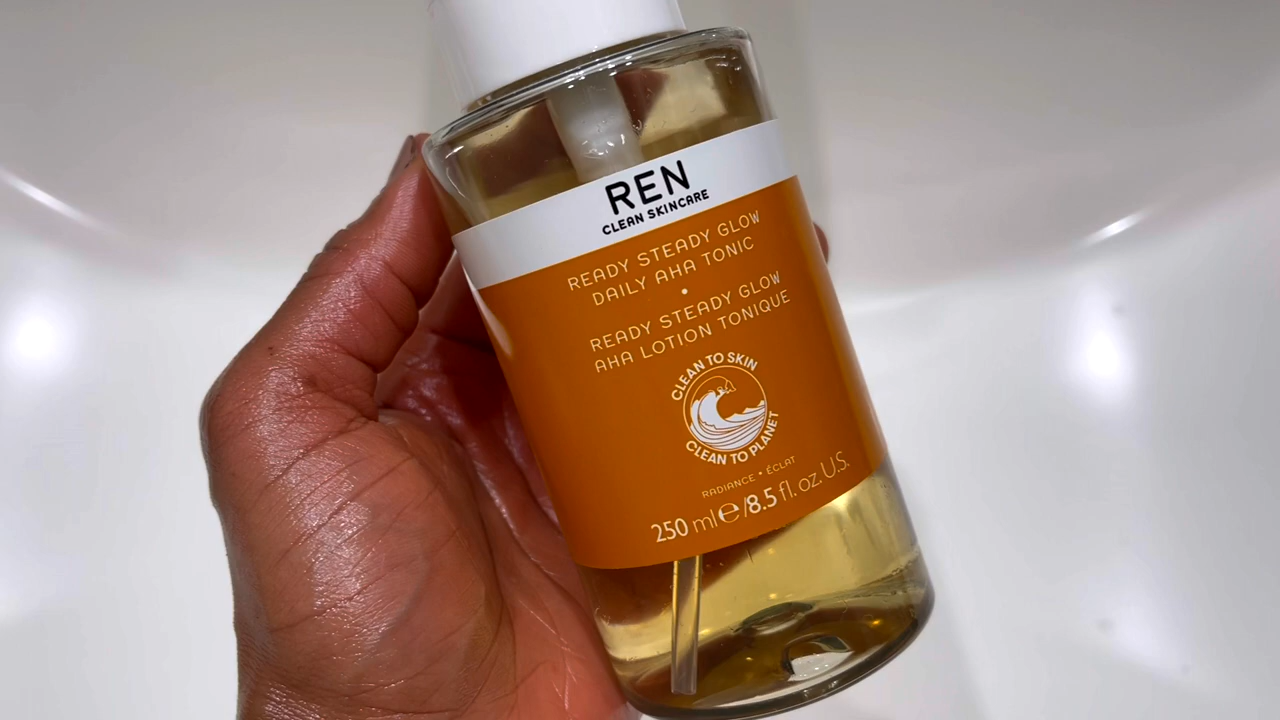 REN
CLEAN SKINCARE
READY STEADY GLOW
DAILY AHA TONIC
•
READY STEADY GLOW
AHA LOTION TONIQUE
CLEAN TO SKIN
CLEAN TO PLANET
RADIANCE • ÉCLAT
250 ml℮/8.5 fl. oz. U.S.